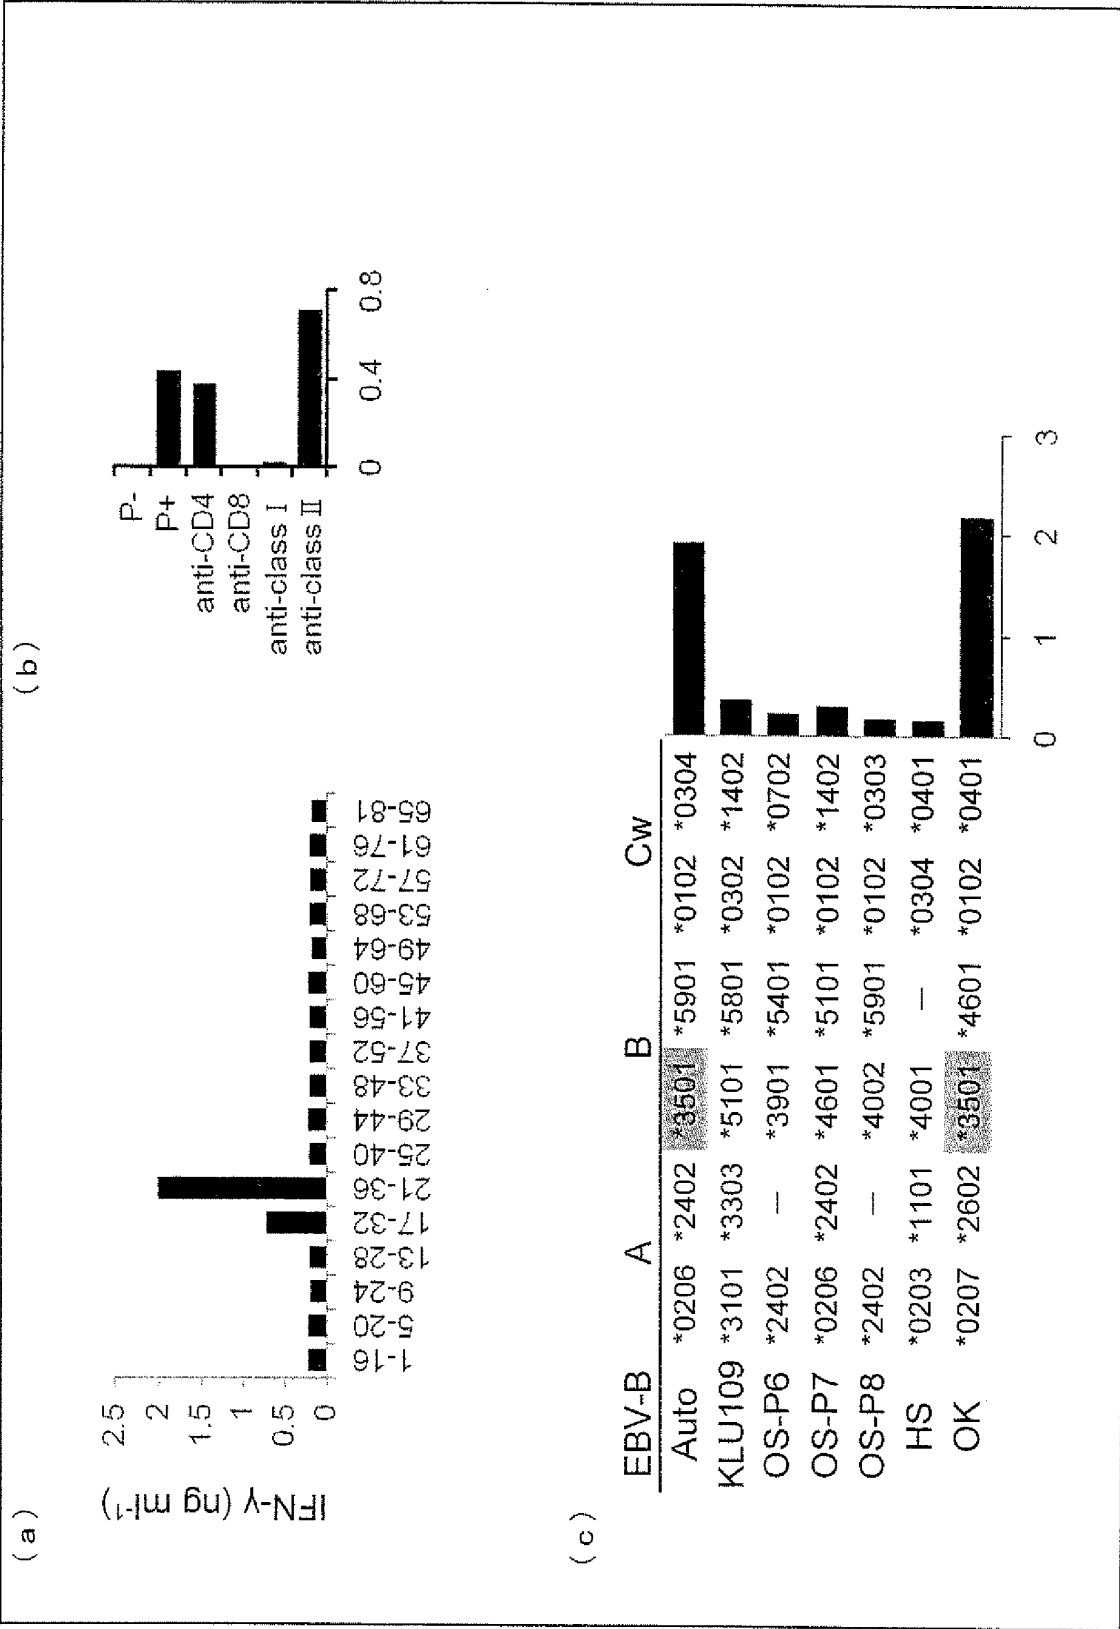 (a)
IFN-γ (ng ml⁻¹)
2.5
2
1.5
1
0.5
0
1-16
5-20
9-24
13-28
17-32
21-36
25-40
29-44
33-48
37-52
41-56
45-60
49-64
53-68
57-72
61-76
65-81
(b)
P-
P+
anti-CD4
anti-CD8
anti-class I
anti-class II
0 0.4 0.8
(c)
EBV-B A B Cw
Auto *0206 *2402 *3501 *5901 *0102 *0304
KLU109 *3101 *3303 *5101 *5801 *0302 *1402
OS-P6 *2402 — *3901 *5401 *0102 *0702
OS-P7 *0206 *2402 *4601 *5101 *0102 *1402
OS-P8 *2402 — *4002 *5901 *0102 *0303
HS *0203 *1101 *4001 — *0304 *0401
OK *0207 *2602 *3501 *4601 *0102 *0401
0 1 2 3